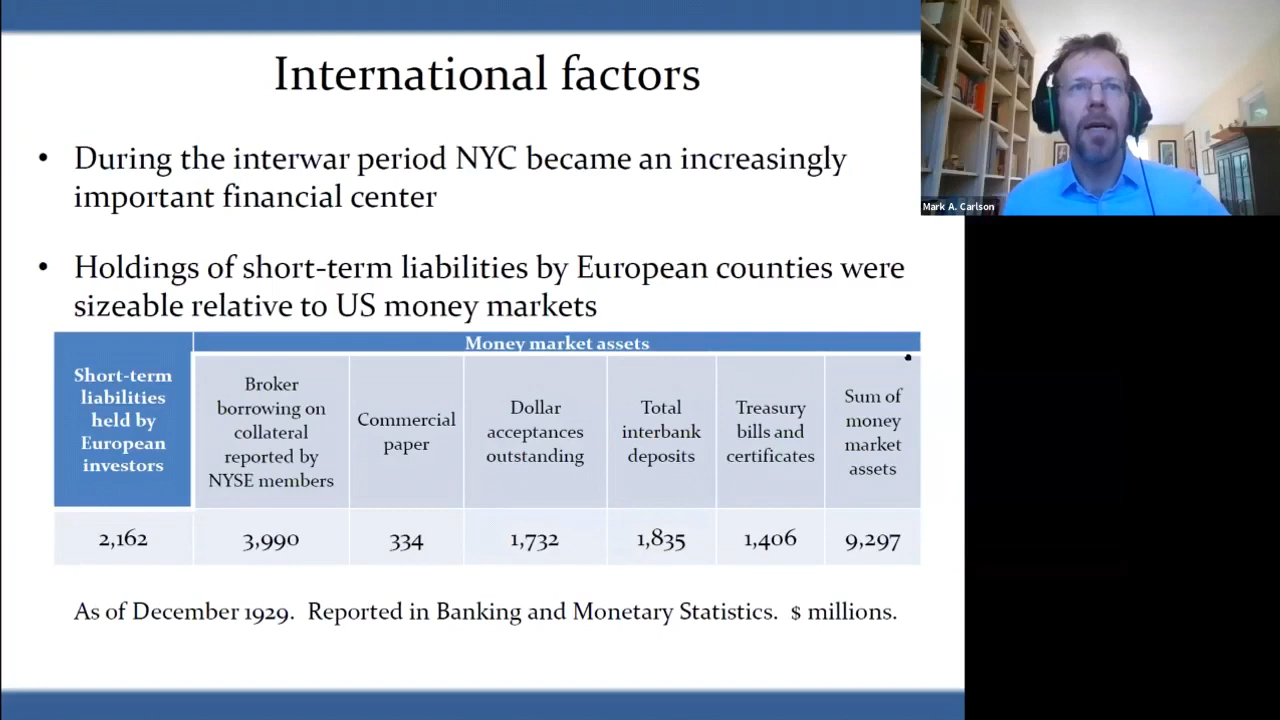 International factors
• During the interwar period NYC became an increasingly
important financial center
• Holdings of short-term liabilities by European counties were
sizeable relative to US money markets
Money market assets
Short-term
liabilities
held by
European
investors
Broker
borrowing on
collateral
reported by
NYSE members
Commercial
paper
Dollar
acceptances
outstanding
Total
interbank
deposits
Treasury
bills and
certificates
Sum of
money
market
assets
2,162 3,990 334 1,732 1,835 1,406 9,297
As of December 1929. Reported in Banking and Monetary Statistics. $ millions.
Mark A. Carlson